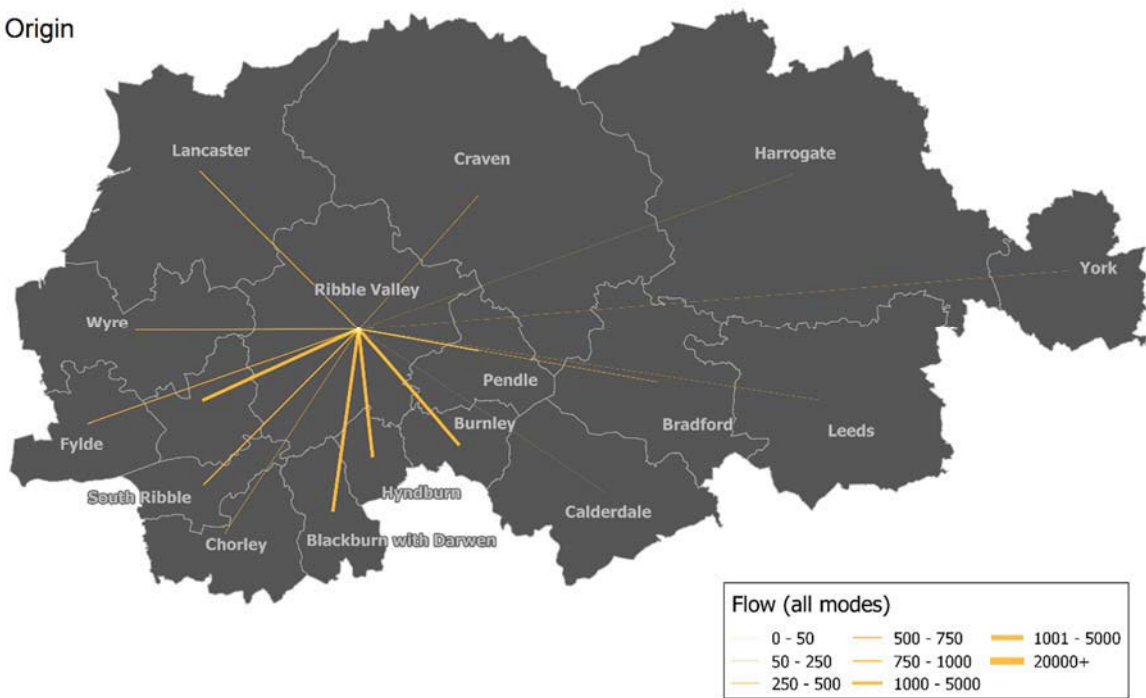 Origin
Lancaster
Craven
Harrogate
York
Ribble Valley
Wyre
Pendle
Burnley
Bradford
Leeds
Fylde
South Ribble
Hyndburn
Calderdale
Chorley
Blackburn with Darwen
Flow (all modes)
0 - 50
50 - 250
250 - 500
500 - 750
750 - 1000
1000 - 5000
1001 - 5000
20000+